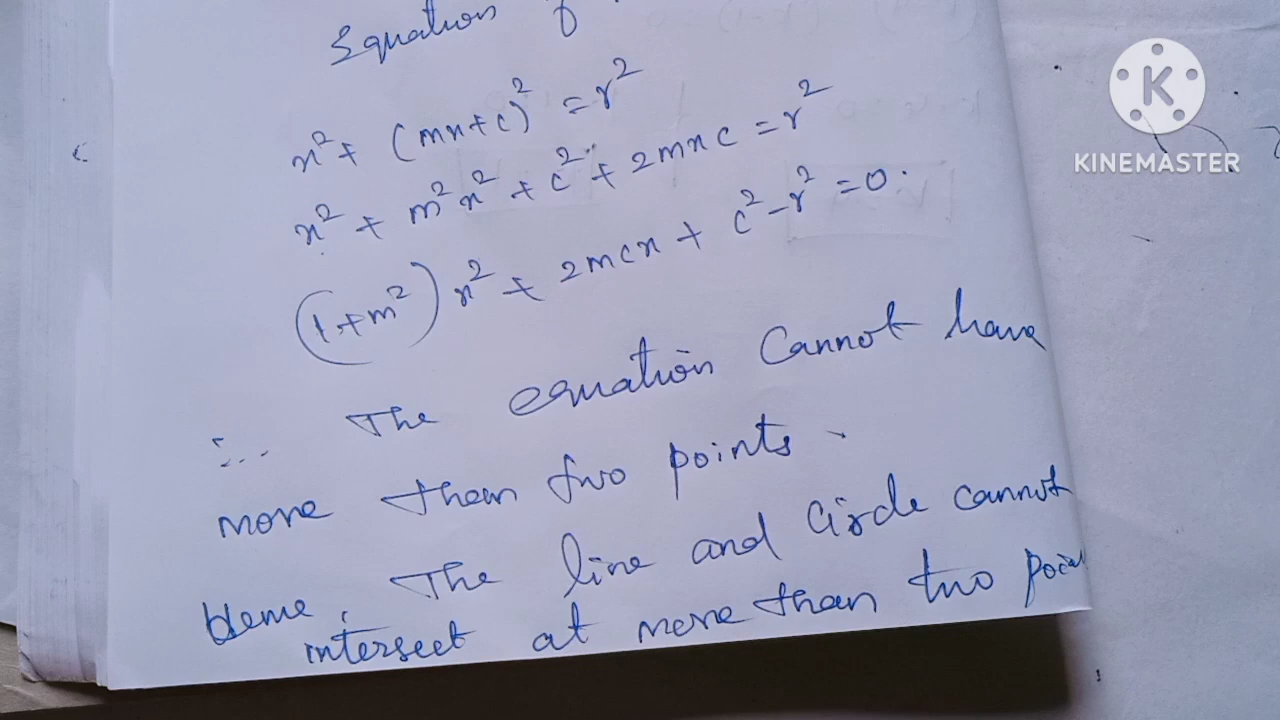 Equation of
x² + (mx+c)² = r²
x² + m²x² + c² + 2mxc = r²
(1+m²)x² + 2mcx + c²-r² = 0.
∴ The equation cannot have
more than two points.
Hence, The line and circle cannot
intersect at more than two
KINEMASTER